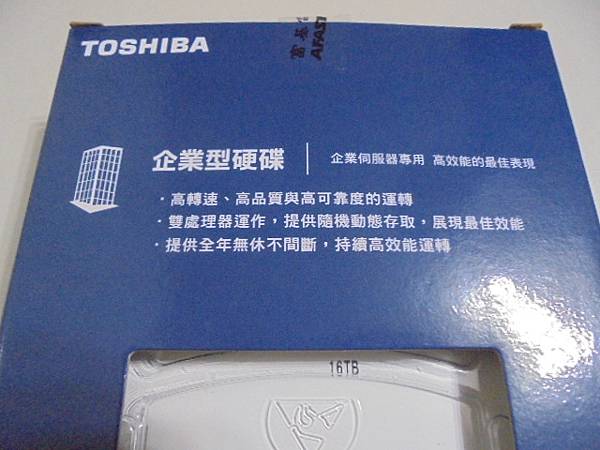 富基
AFAST
TOSHIBA
企業型硬碟
企業伺服器專用 高效能的最佳表現
·高轉速、高品質與高可靠度的運轉
·雙處理器運作，提供隨機動態存取，展現最佳效能
·提供全年無休不間斷，持續高效能運轉
16TB